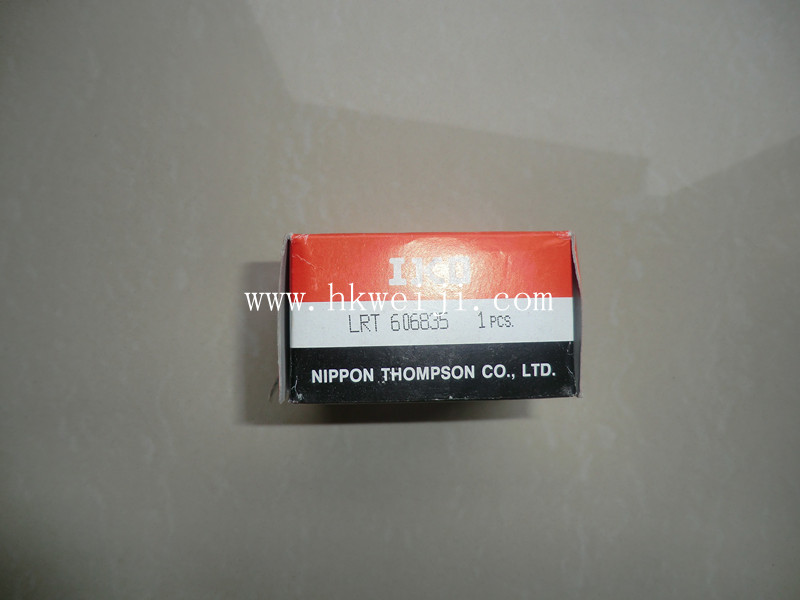 IKO
www.hkweiji.com
LRT 606835 1 PCS.
NIPPON THOMPSON CO., LTD.